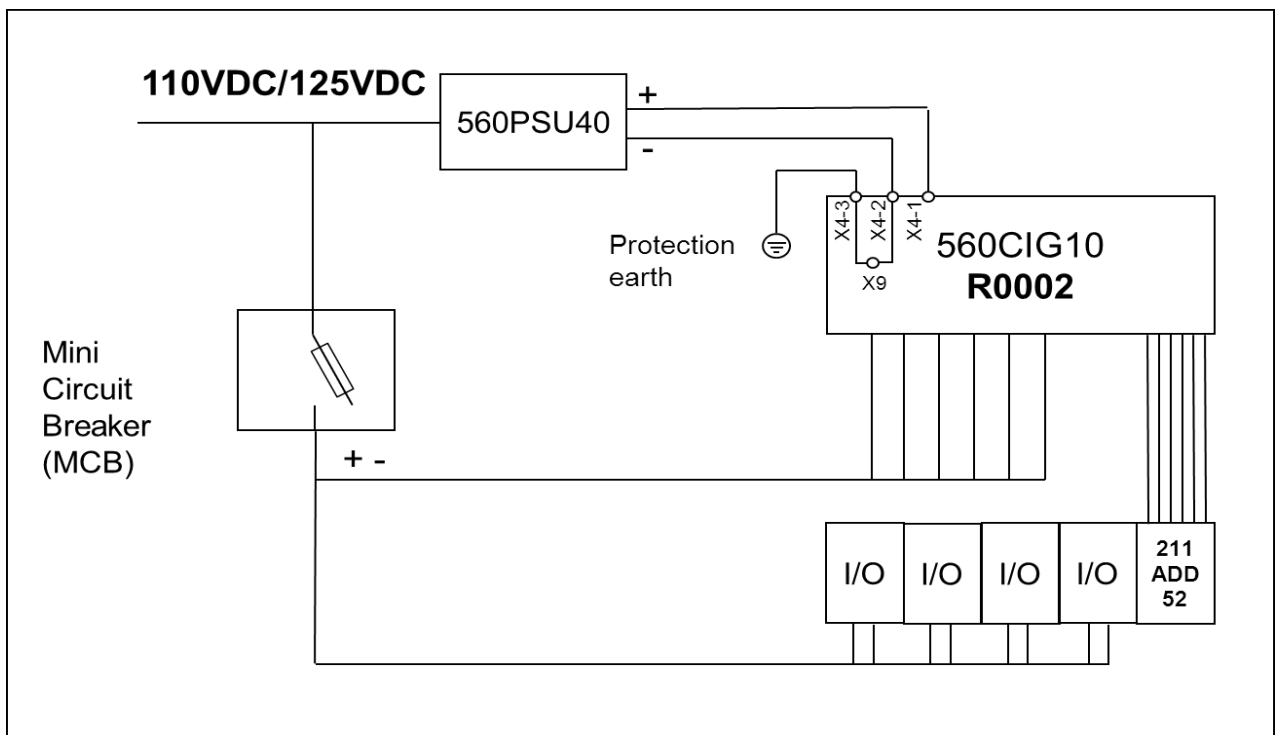 110VDC/125VDC
560PSU40
+
-
Protection
earth
X4-3
X4-2
X4-1
X9
560CIG10
R0002
Mini
Circuit
Breaker
(MCB)
+ -
I/O
I/O
I/O
I/O
211
ADD
52